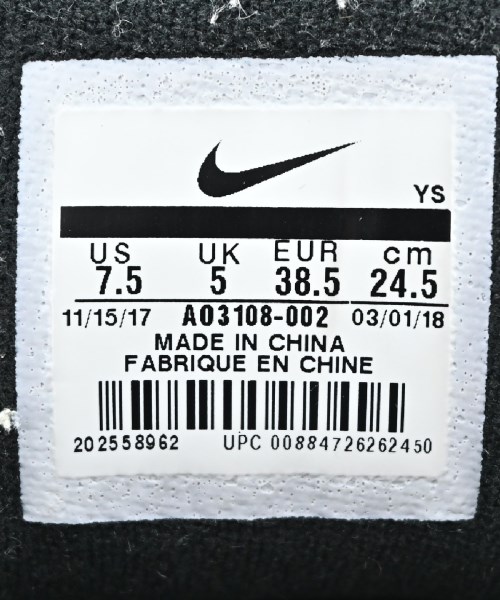 YS
US UK EUR cm
7.5 5 38.5 24.5
11/15/17 AO3108-002 03/01/18
MADE IN CHINA
FABRIQUE EN CHINE
202558962 UPC 00884726262450